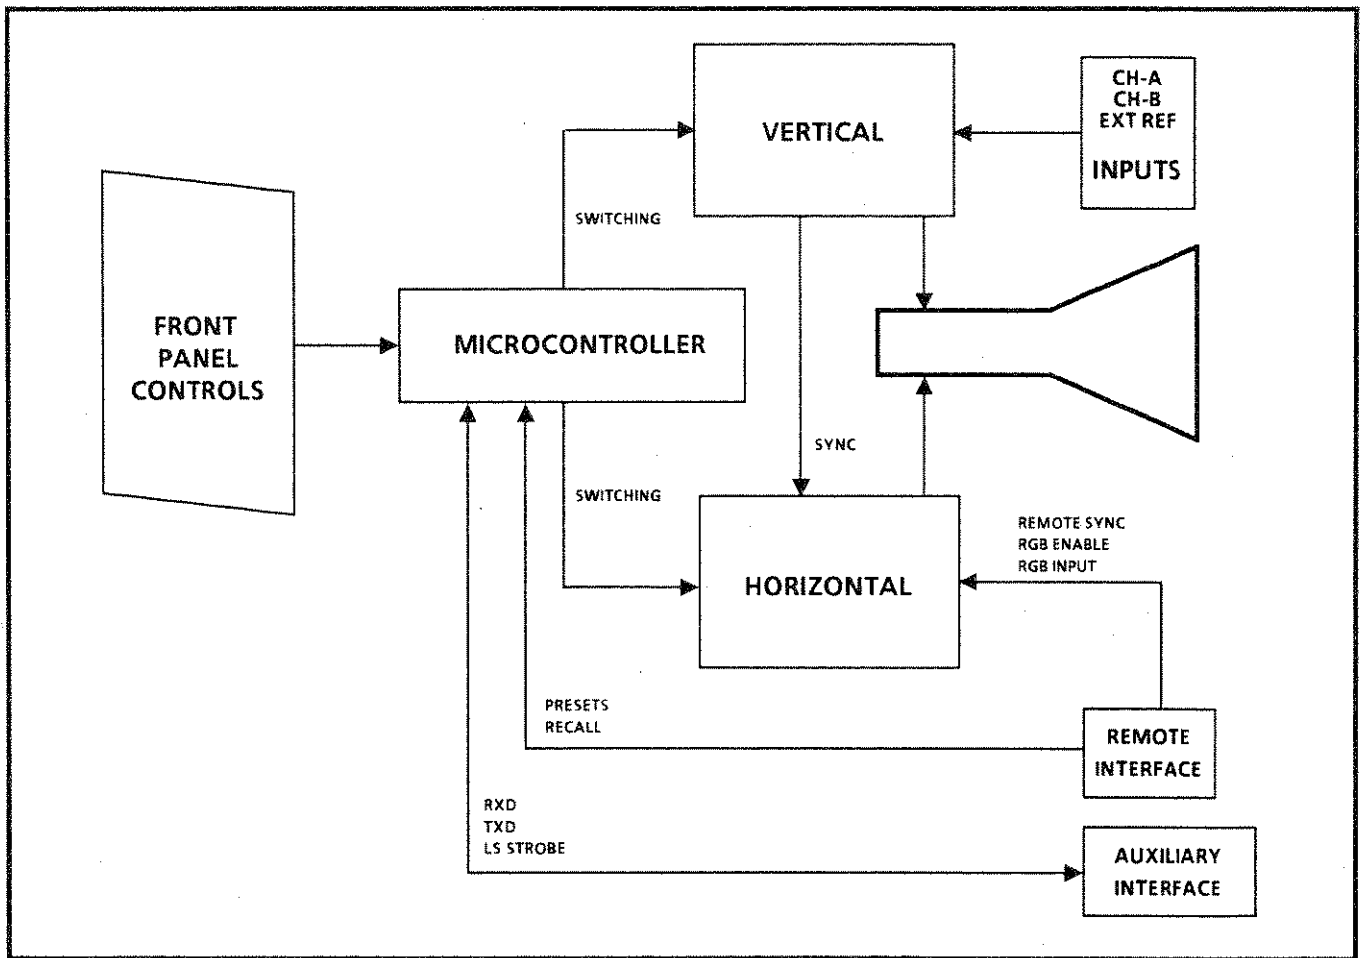 CH-A
CH-B
EXT REF
INPUTS
VERTICAL
SWITCHING
FRONT
PANEL
CONTROLS
MICROCONTROLLER
SYNC
SWITCHING
HORIZONTAL
REMOTE SYNC
RGB ENABLE
RGB INPUT
PRESETS
RECALL
REMOTE
INTERFACE
RXD
TXD
LS STROBE
AUXILIARY
INTERFACE